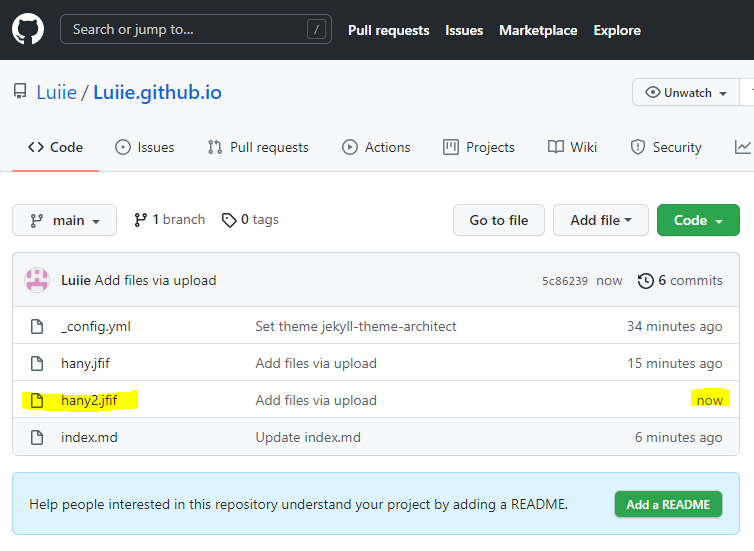 Search or jump to... / Pull requests Issues Marketplace Explore
Luiie / Luiie.github.io Unwatch
Code Issues Pull requests Actions Projects Wiki Security
main 1 branch 0 tags Go to file Add file Code
Luiie Add files via upload 5c86239 now 6 commits
_config.yml Set theme jekyll-theme-architect 34 minutes ago
hany.jfif Add files via upload 15 minutes ago
hany2.jfif Add files via upload now
index.md Update index.md 6 minutes ago
Help people interested in this repository understand your project by adding a README. Add a README